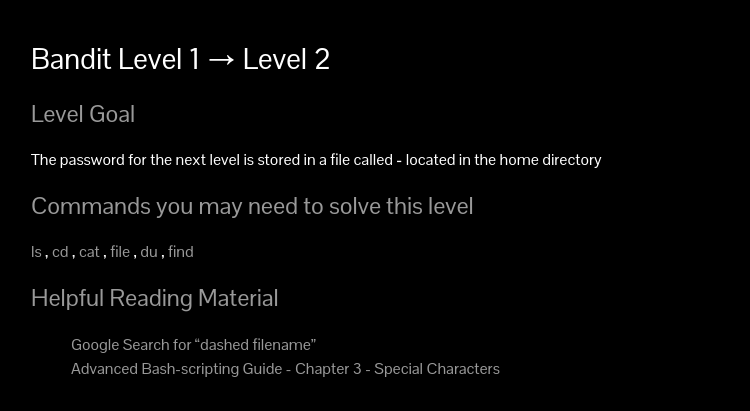 Bandit Level 1 → Level 2
Level Goal
The password for the next level is stored in a file called - located in the home directory
Commands you may need to solve this level
ls , cd , cat , file , du , find
Helpful Reading Material
Google Search for “dashed filename”
Advanced Bash-scripting Guide - Chapter 3 - Special Characters